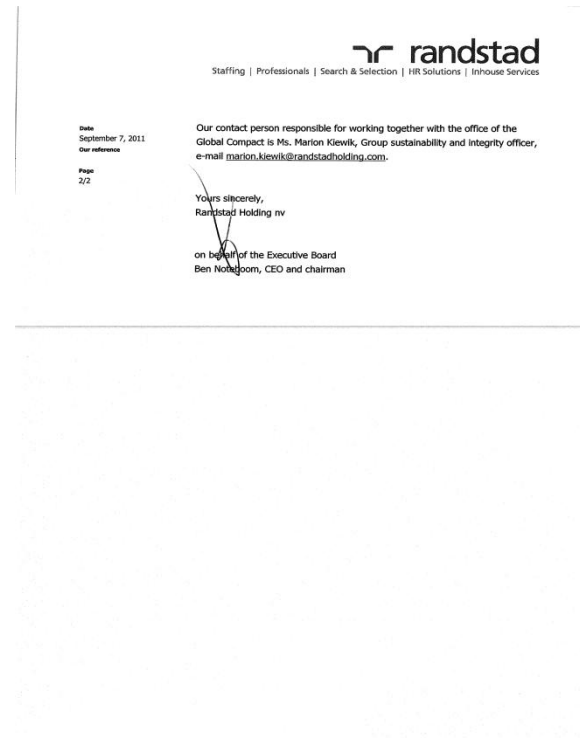 randstad
Staffing | Professionals | Search & Selection | HR Solutions | Inhouse Services
Date
September 7, 2011
Our reference
Page
2/2
Our contact person responsible for working together with the office of the
Global Compact is Ms. Marion Kiewik, Group sustainability and integrity officer,
e-mail marion.kiewik@randstadholding.com.
Yours sincerely,
Randstad Holding nv
on behalf of the Executive Board
Ben Noteboom, CEO and chairman